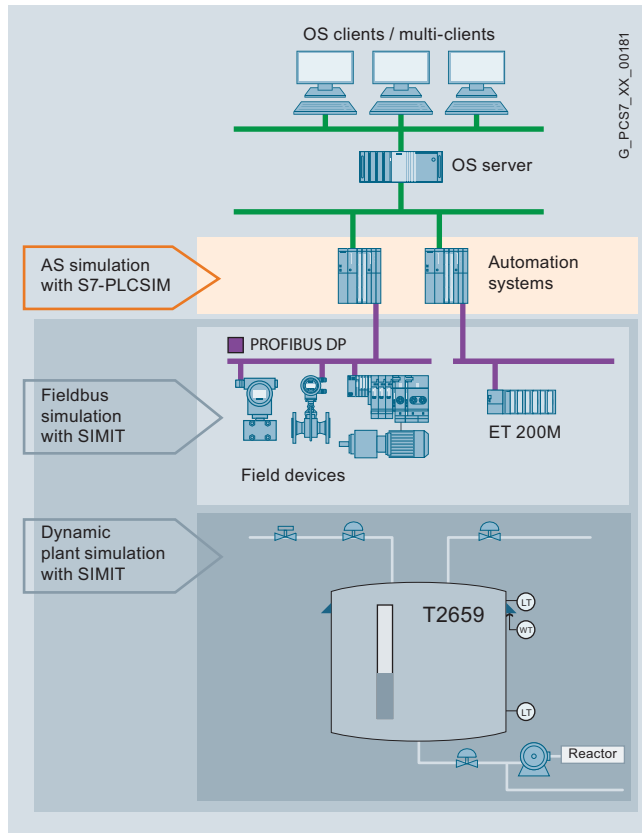 OS clients / multi-clients
G_PCS7_XX_00181
OS server
AS simulation
with S7-PLCSIM
Automation
systems
PROFIBUS DP
Fieldbus
simulation
with SIMIT
ET 200M
Field devices
Dynamic
plant simulation
with SIMIT
T2659
LT
WT
LT
Reactor